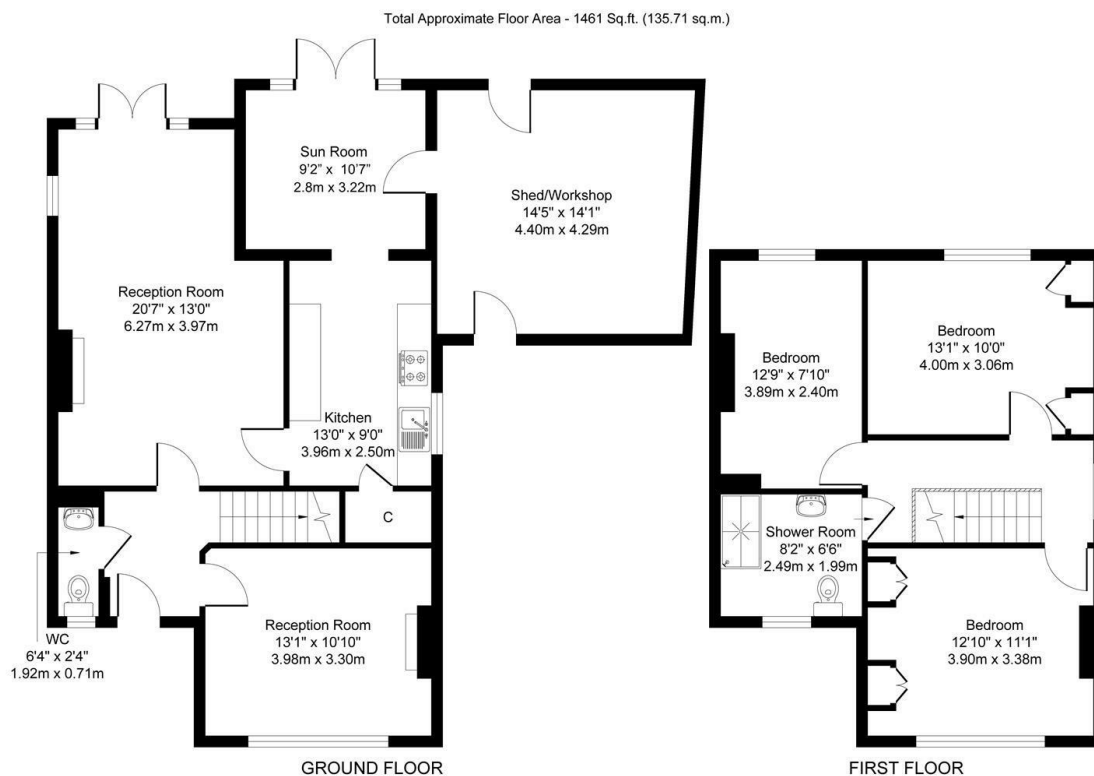 Total Approximate Floor Area - 1461 Sq.ft. (135.71 sq.m.)
Sun Room
9'2" x 10'7"
2.8m x 3.22m
Shed/Workshop
14'5" x 14'1"
4.40m x 4.29m
Reception Room
20'7" x 13'0"
6.27m x 3.97m
Kitchen
13'0" x 9'0"
3.96m x 2.50m
C
WC
6'4" x 2'4"
1.92m x 0.71m
Reception Room
13'1" x 10'10"
3.98m x 3.30m
GROUND FLOOR
Bedroom
12'9" x 7'10"
3.89m x 2.40m
Bedroom
13'1" x 10'0"
4.00m x 3.06m
Shower Room
8'2" x 6'6"
2.49m x 1.99m
Bedroom
12'10" x 11'1"
3.90m x 3.38m
FIRST FLOOR